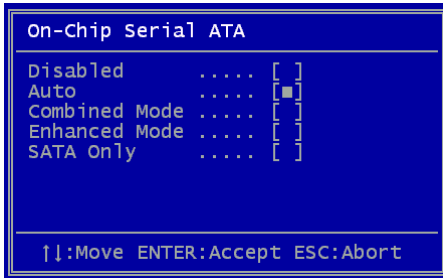 On-Chip Serial ATA
Disabled ..... [ ]
Auto ..... [■]
Combined Mode ..... [ ]
Enhanced Mode ..... [ ]
SATA Only ..... [ ]
↑↓:Move ENTER:Accept ESC:Abort